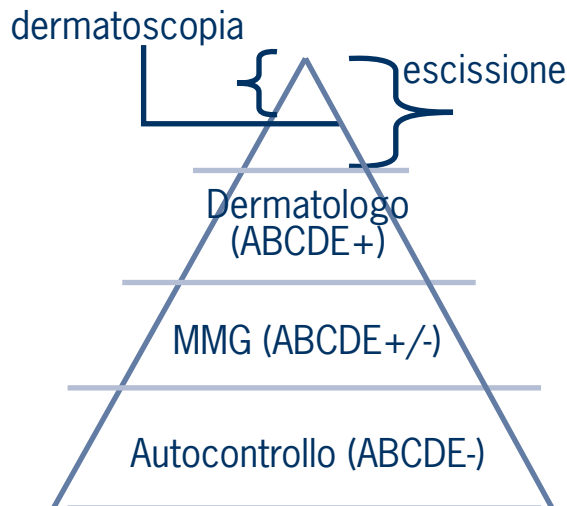 dermatoscopia
escissione
Dermatologo
(ABCDE+)
MMG (ABCDE+/-)
Autocontrollo (ABCDE-)